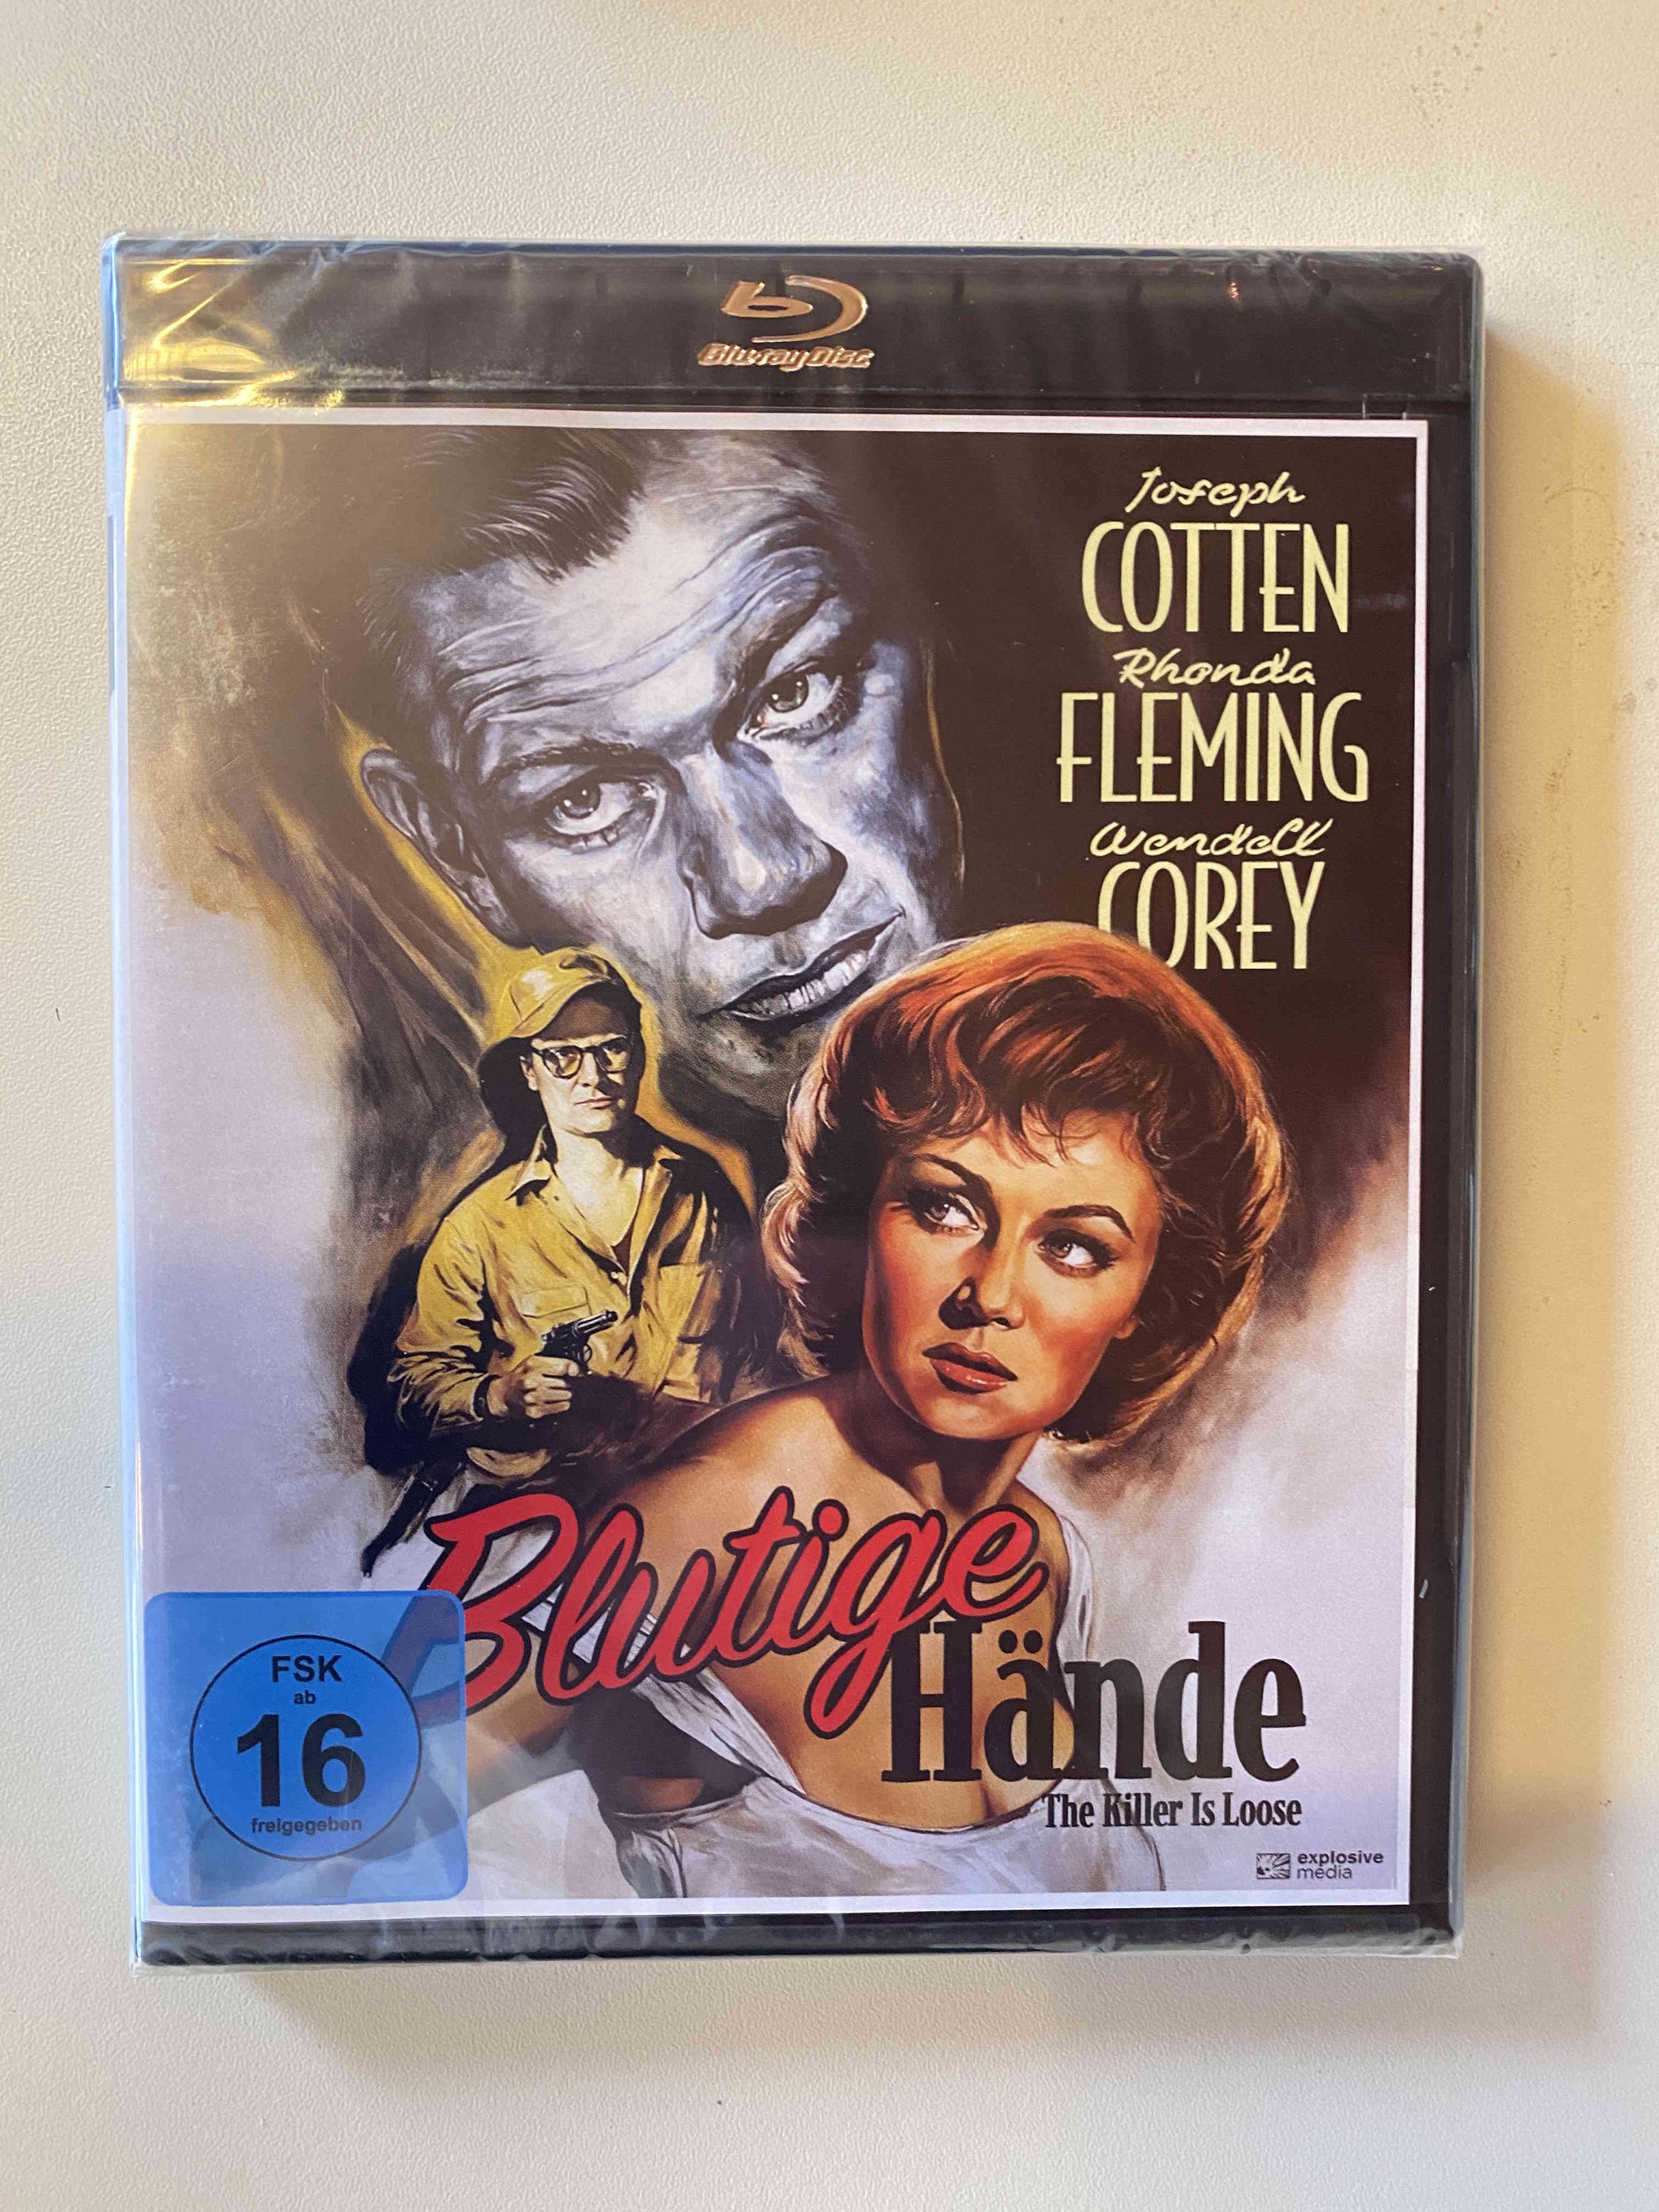 Blu-ray Disc
Joseph
COTTEN
Rhonda
FLEMING
Wendell
COREY
Blutige
Hände
The Killer Is Loose
FSK
ab
16
freigegeben
explosive
media